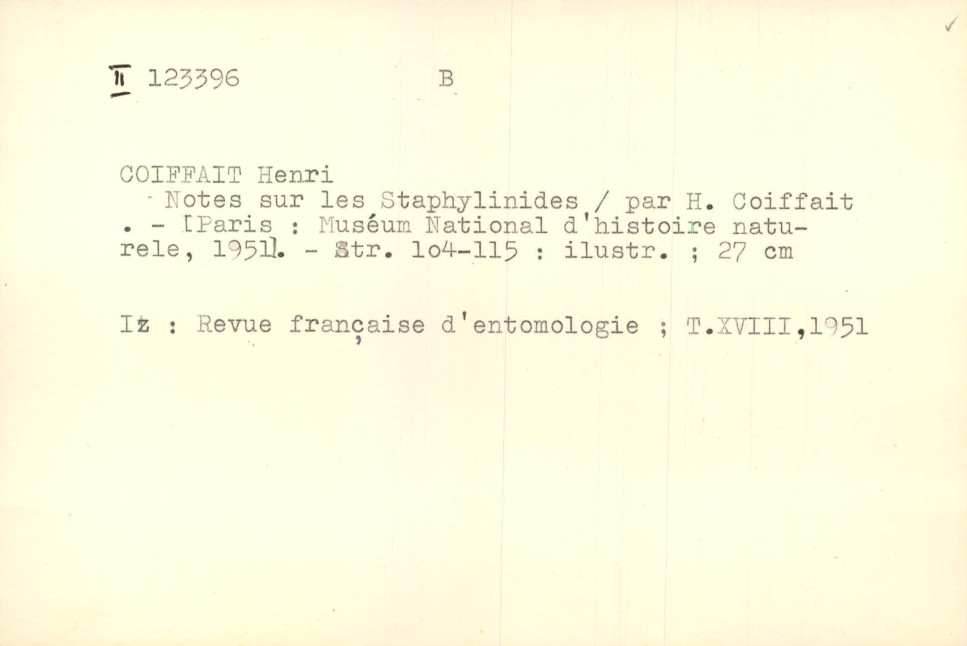 II 123396 B
COIFFAIT Henri
Notes sur les Staphylinides / par H. Coiffait
. - [Paris : Muséum National d'histoire natu-
rele, 1951]. - Str. lo4-115 : ilustr. ; 27 cm
Iz : Revue française d'entomologie ; T.XVIII,1951